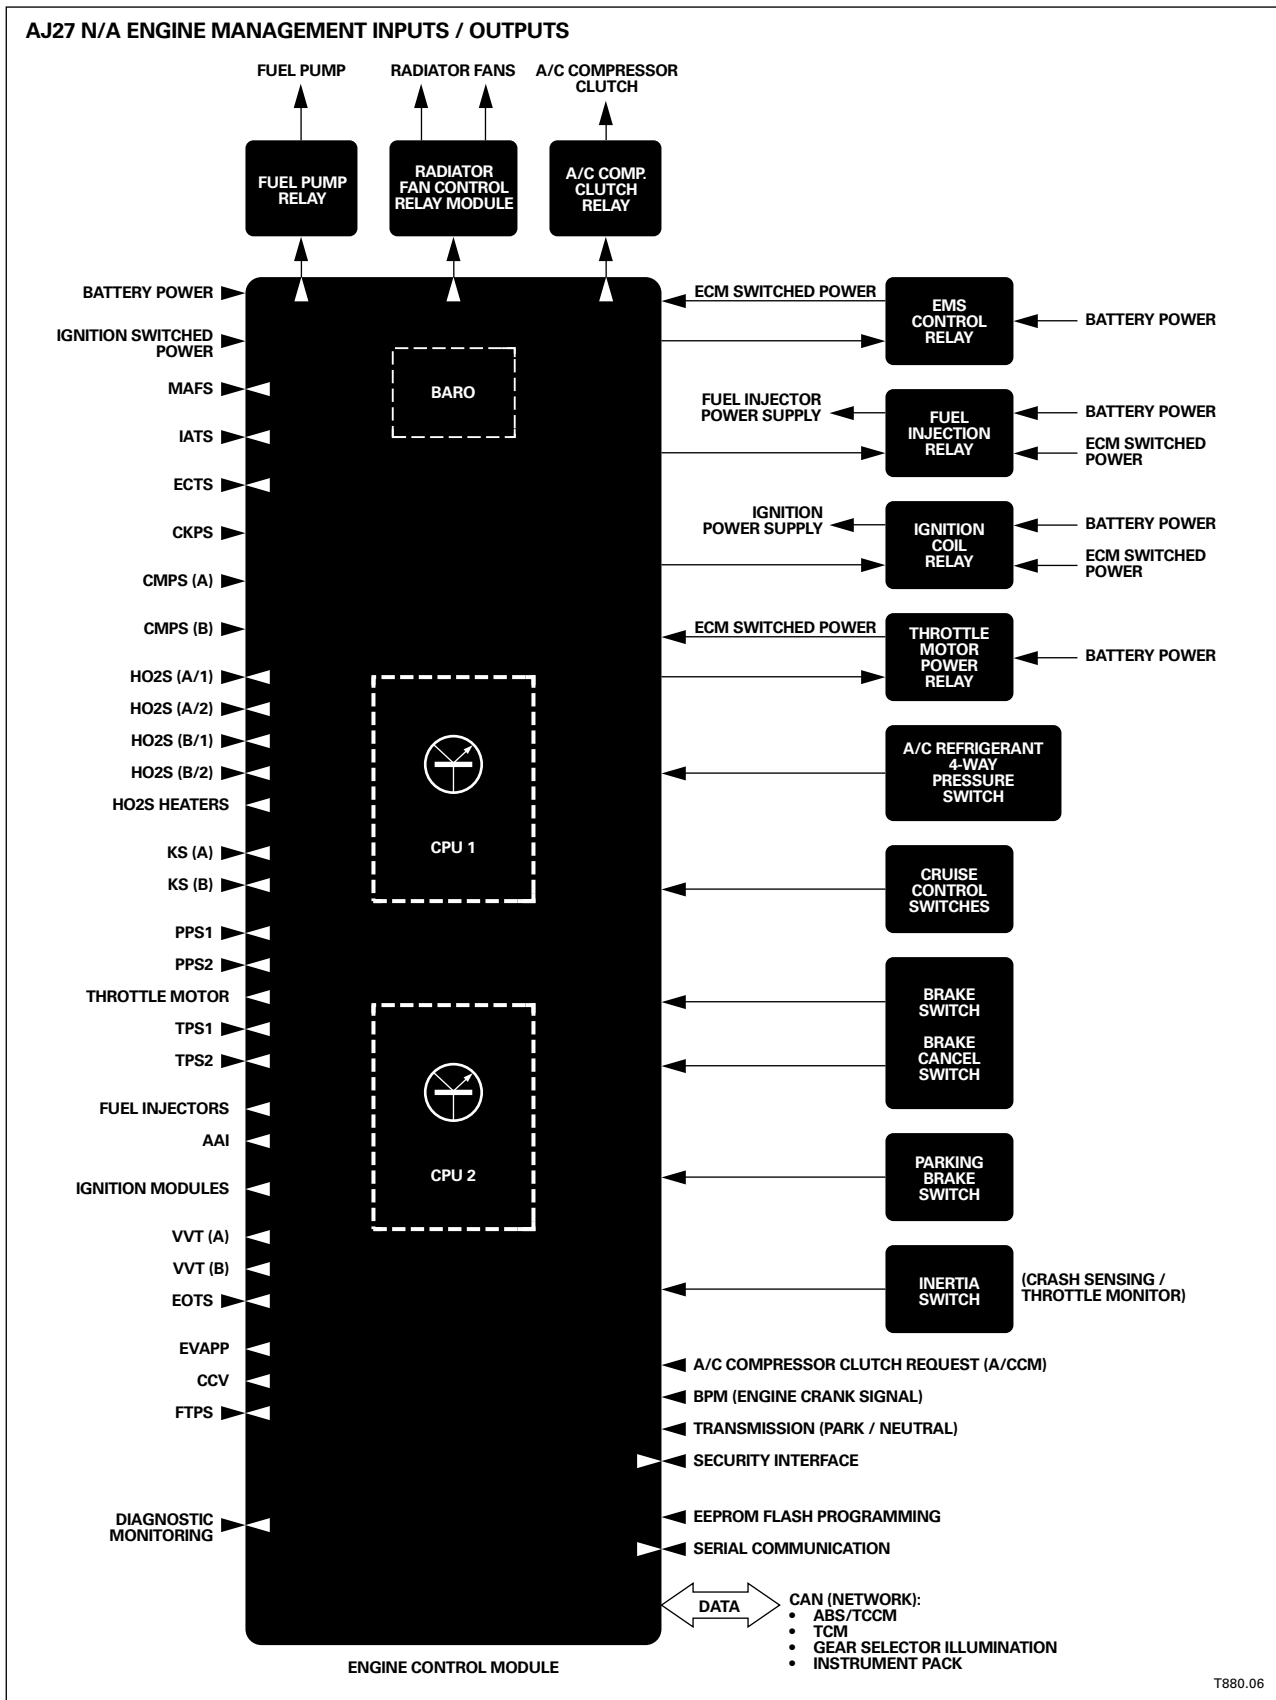 AJ27 N/A ENGINE MANAGEMENT INPUTS / OUTPUTS
FUEL PUMP
RADIATOR FANS
A/C COMPRESSOR
CLUTCH
FUEL PUMP
RELAY
RADIATOR
FAN CONTROL
RELAY MODULE
A/C COMP.
CLUTCH
RELAY
BATTERY POWER
IGNITION SWITCHED
POWER
MAFS
IATS
ECTS
CKPS
CMPS (A)
CMPS (B)
HO2S (A/1)
HO2S (A/2)
HO2S (B/1)
HO2S (B/2)
HO2S HEATERS
KS (A)
KS (B)
PPS1
PPS2
THROTTLE MOTOR
TPS1
TPS2
FUEL INJECTORS
AAI
IGNITION MODULES
VVT (A)
VVT (B)
EOTS
EVAPP
CCV
FTPS
DIAGNOSTIC
MONITORING
BARO
CPU 1
CPU 2
ECM SWITCHED POWER
EMS
CONTROL
RELAY
BATTERY POWER
FUEL INJECTOR
POWER SUPPLY
FUEL
INJECTION
RELAY
BATTERY POWER
ECM SWITCHED
POWER
IGNITION
POWER SUPPLY
IGNITION
COIL
RELAY
BATTERY POWER
ECM SWITCHED
POWER
ECM SWITCHED POWER
THROTTLE
MOTOR
POWER
RELAY
BATTERY POWER
A/C REFRIGERANT
4-WAY
PRESSURE
SWITCH
CRUISE
CONTROL
SWITCHES
BRAKE
SWITCH
BRAKE
CANCEL
SWITCH
PARKING
BRAKE
SWITCH
INERTIA
SWITCH
(CRASH SENSING /
THROTTLE MONITOR)
A/C COMPRESSOR CLUTCH REQUEST (A/CCM)
BPM (ENGINE CRANK SIGNAL)
TRANSMISSION (PARK / NEUTRAL)
SECURITY INTERFACE
EEPROM FLASH PROGRAMMING
SERIAL COMMUNICATION
DATA
CAN (NETWORK):
• ABS/TCCM
• TCM
• GEAR SELECTOR ILLUMINATION
• INSTRUMENT PACK
ENGINE CONTROL MODULE
T880.06